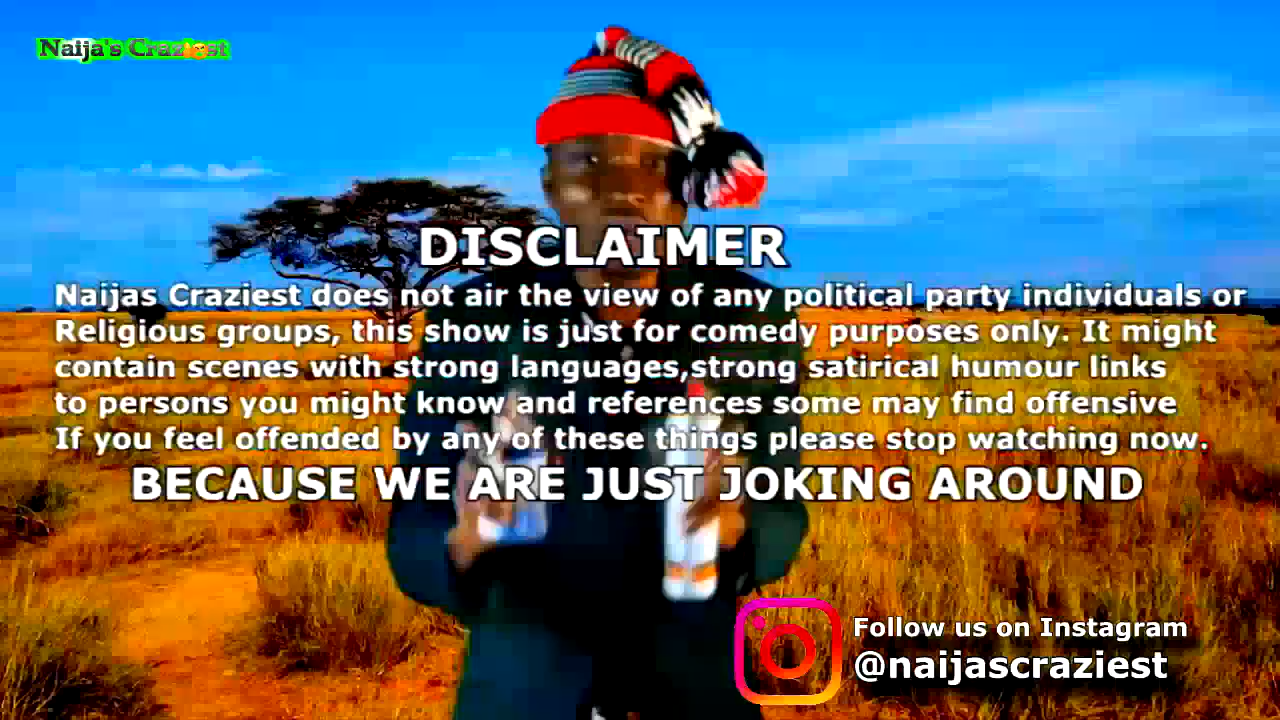 Naija's Craziest
DISCLAIMER
Naijas Craziest does not air the view of any political party individuals or
Religious groups, this show is just for comedy purposes only. It might
contain scenes with strong languages,strong satirical humour links
to persons you might know and references some may find offensive
If you feel offended by any of these things please stop watching now.
BECAUSE WE ARE JUST JOKING AROUND
Follow us on Instagram
@naijascraziest